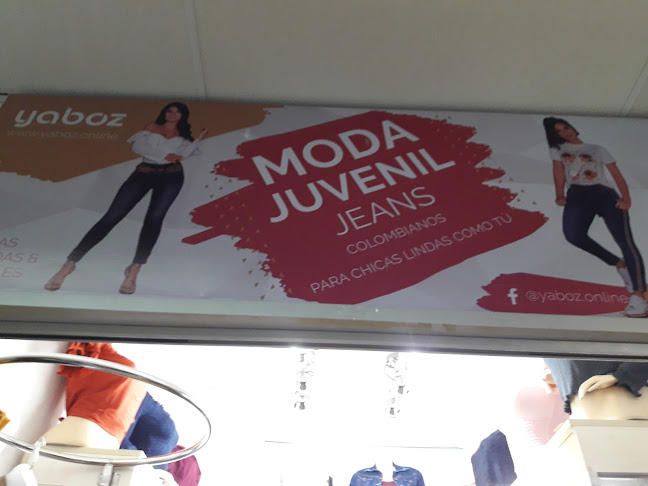 yaboz
www.yaboz.online
MODA
JUVENIL
JEANS
COLOMBIANOS
PARA CHICAS LINDAS COMO TÚ
@yaboz.online